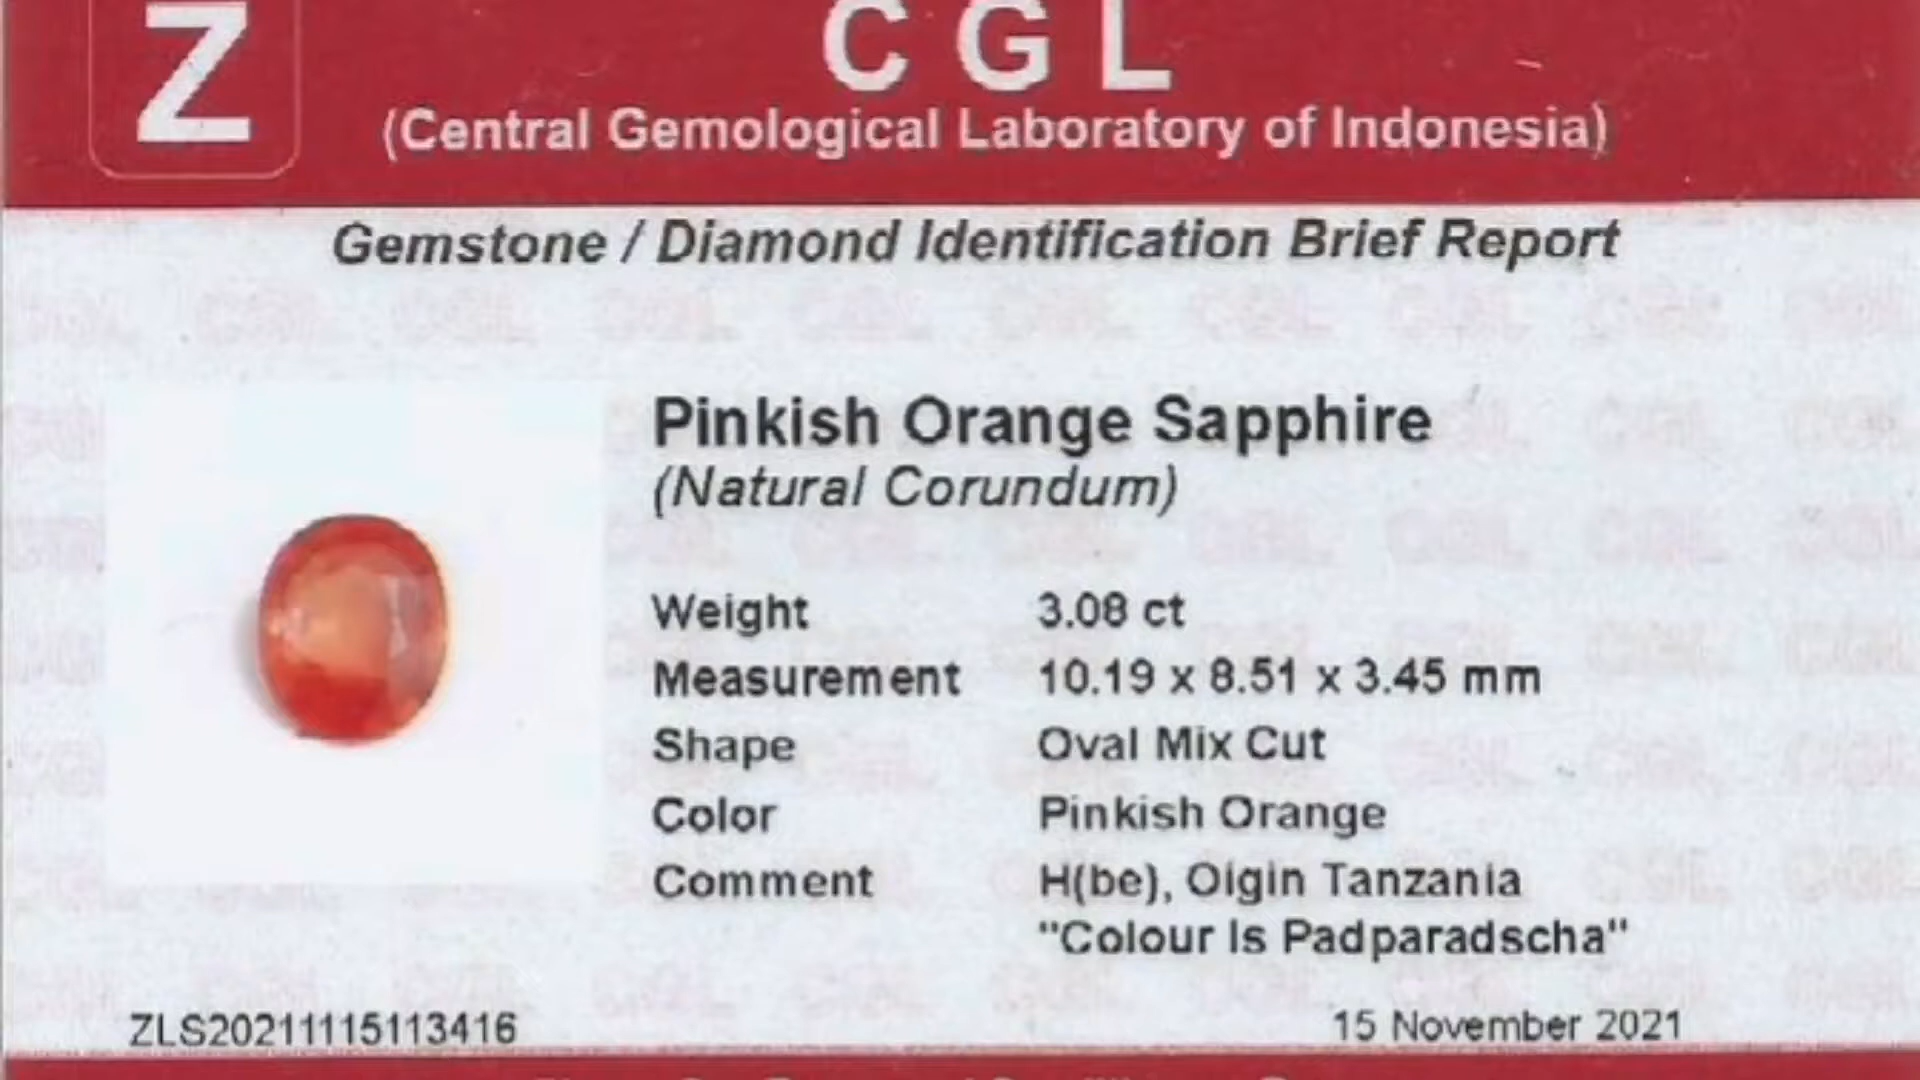 Z
CGL
(Central Gemological Laboratory of Indonesia)
Gemstone / Diamond Identification Brief Report
Pinkish Orange Sapphire
(Natural Corundum)
Weight 3.08 ct
Measurement 10.19 x 8.51 x 3.45 mm
Shape Oval Mix Cut
Color Pinkish Orange
Comment H(be), Oigin Tanzania
"Colour Is Padparadscha"
ZLS20211115113416 15 November 2021